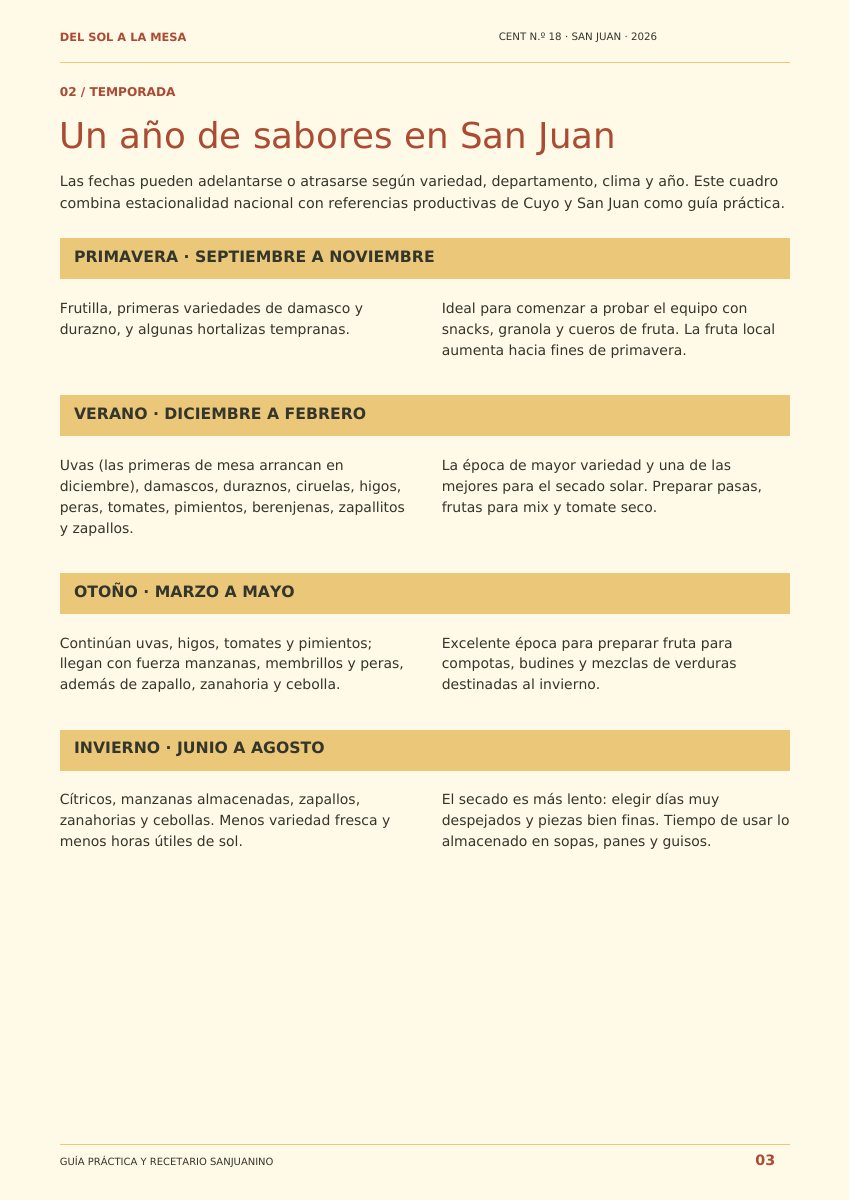 DEL SOL A LA MESA
CENT N.º 18 · SAN JUAN · 2026
02 / TEMPORADA
Un año de sabores en San Juan
Las fechas pueden adelantarse o atrasarse según variedad, departamento, clima y año. Este cuadro
combina estacionalidad nacional con referencias productivas de Cuyo y San Juan como guía práctica.
PRIMAVERA · SEPTIEMBRE A NOVIEMBRE
Frutilla, primeras variedades de damasco y
durazno, y algunas hortalizas tempranas.
Ideal para comenzar a probar el equipo con
snacks, granola y cueros de fruta. La fruta local
aumenta hacia fines de primavera.
VERANO · DICIEMBRE A FEBRERO
Uvas (las primeras de mesa arrancan en
diciembre), damascos, duraznos, ciruelas, higos,
peras, tomates, pimientos, berenjenas, zapallitos
y zapallos.
La época de mayor variedad y una de las
mejores para el secado solar. Preparar pasas,
frutas para mix y tomate seco.
OTOÑO · MARZO A MAYO
Continúan uvas, higos, tomates y pimientos;
llegan con fuerza manzanas, membrillos y peras,
además de zapallo, zanahoria y cebolla.
Excelente época para preparar fruta para
compotas, budines y mezclas de verduras
destinadas al invierno.
INVIERNO · JUNIO A AGOSTO
Cítricos, manzanas almacenadas, zapallos,
zanahorias y cebollas. Menos variedad fresca y
menos horas útiles de sol.
El secado es más lento: elegir días muy
despejados y piezas bien finas. Tiempo de usar lo
almacenado en sopas, panes y guisos.
GUÍA PRÁCTICA Y RECETARIO SANJUANINO
03